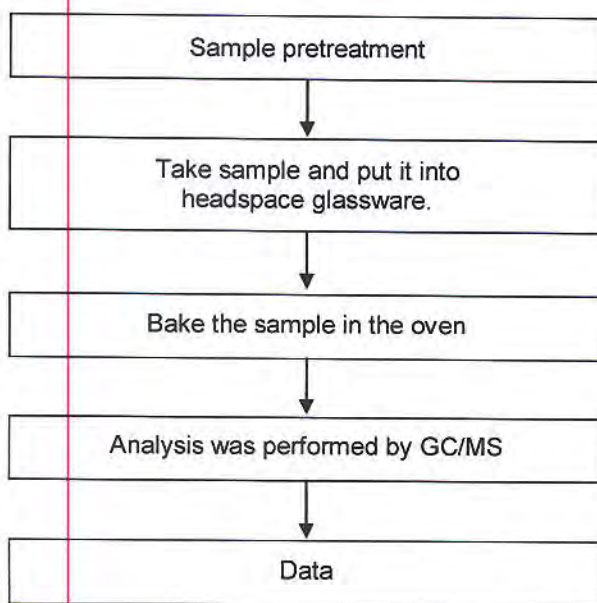 Sample pretreatment
Take sample and put it into
headspace glassware.
Bake the sample in the oven
Analysis was performed by GC/MS
Data